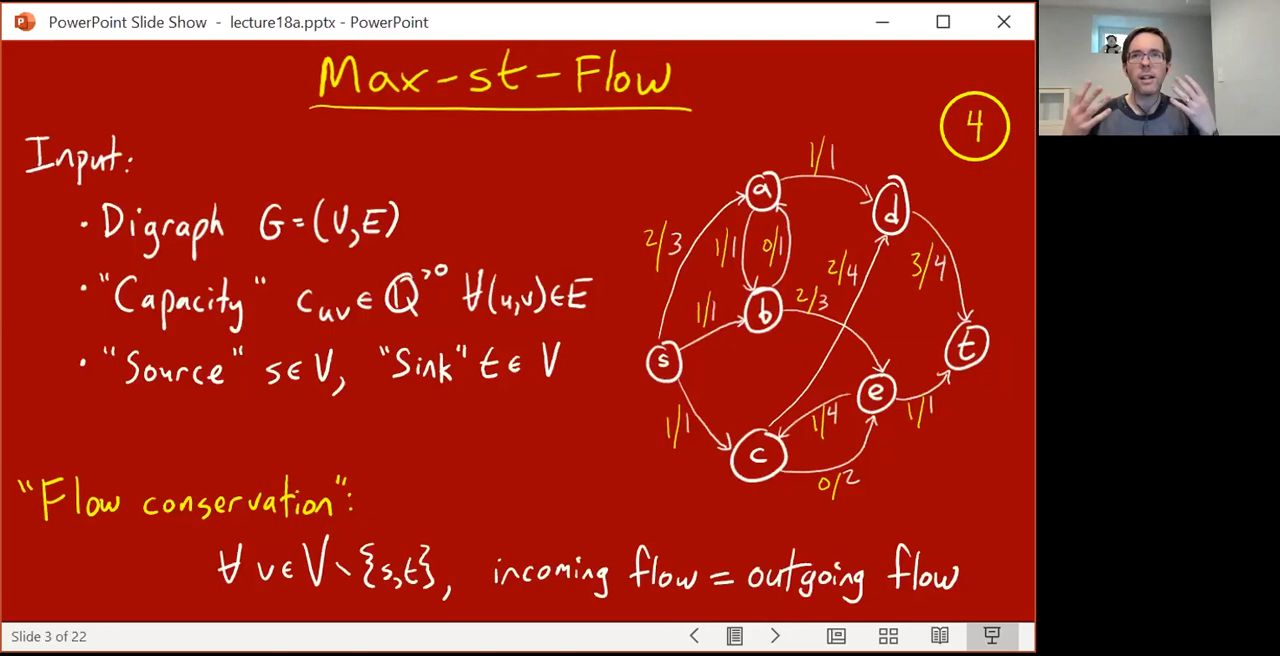 PowerPoint Slide Show - lecture18a.pptx - PowerPoint
Max-st-Flow
4
Input:
• Digraph G=(V,E)
• "Capacity" c_uv ∈ ℚ^>0 ∀(u,v)∈E
• "Source" s∈V, "Sink" t∈V
1/1
a
d
2/3
1/1
0/1
2/4
3/4
1/1
b
2/3
s
t
1/1
e
1/4
1/1
c
0/2
"Flow conservation":
∀ v∈V\{s,t}, incoming flow = outgoing flow
Slide 3 of 22